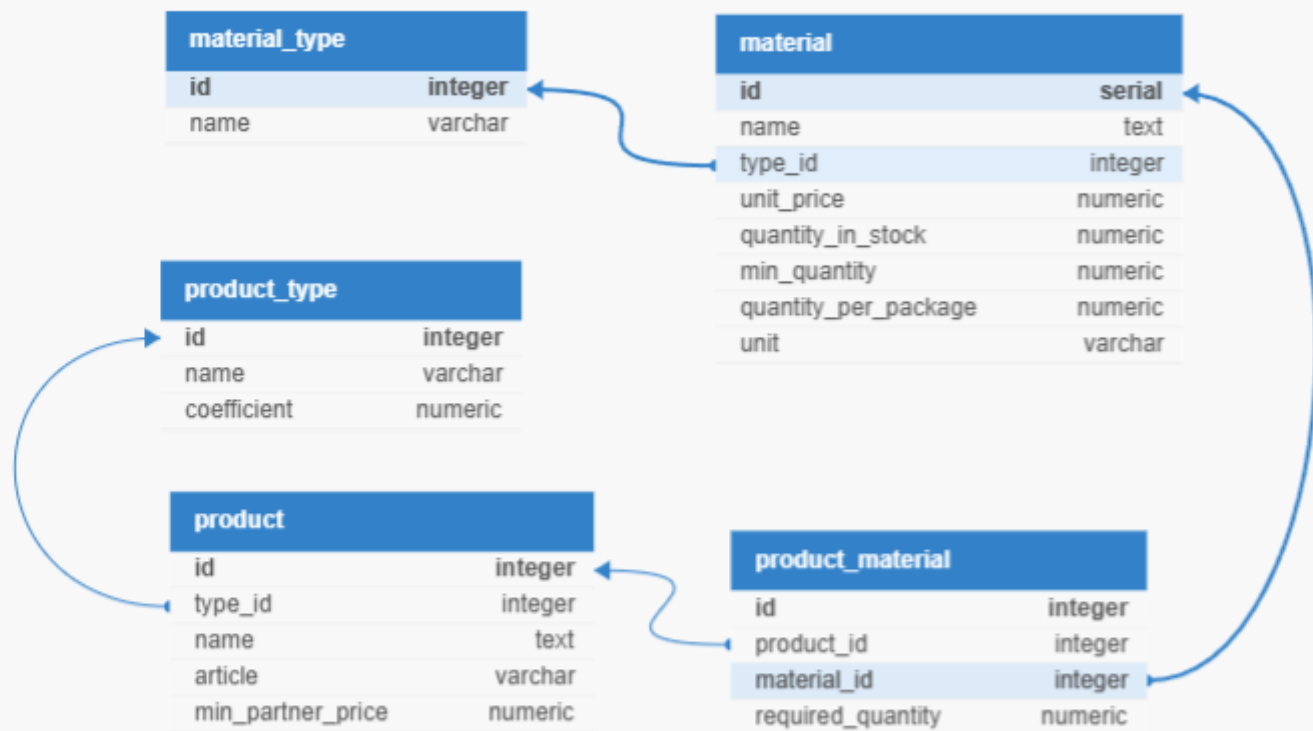 material_type
id integer
name varchar
material
id serial
name text
type_id integer
unit_price numeric
quantity_in_stock numeric
min_quantity numeric
quantity_per_package numeric
unit varchar
product_type
id integer
name varchar
coefficient numeric
product
id integer
type_id integer
name text
article varchar
min_partner_price numeric
product_material
id integer
product_id integer
material_id integer
required_quantity numeric